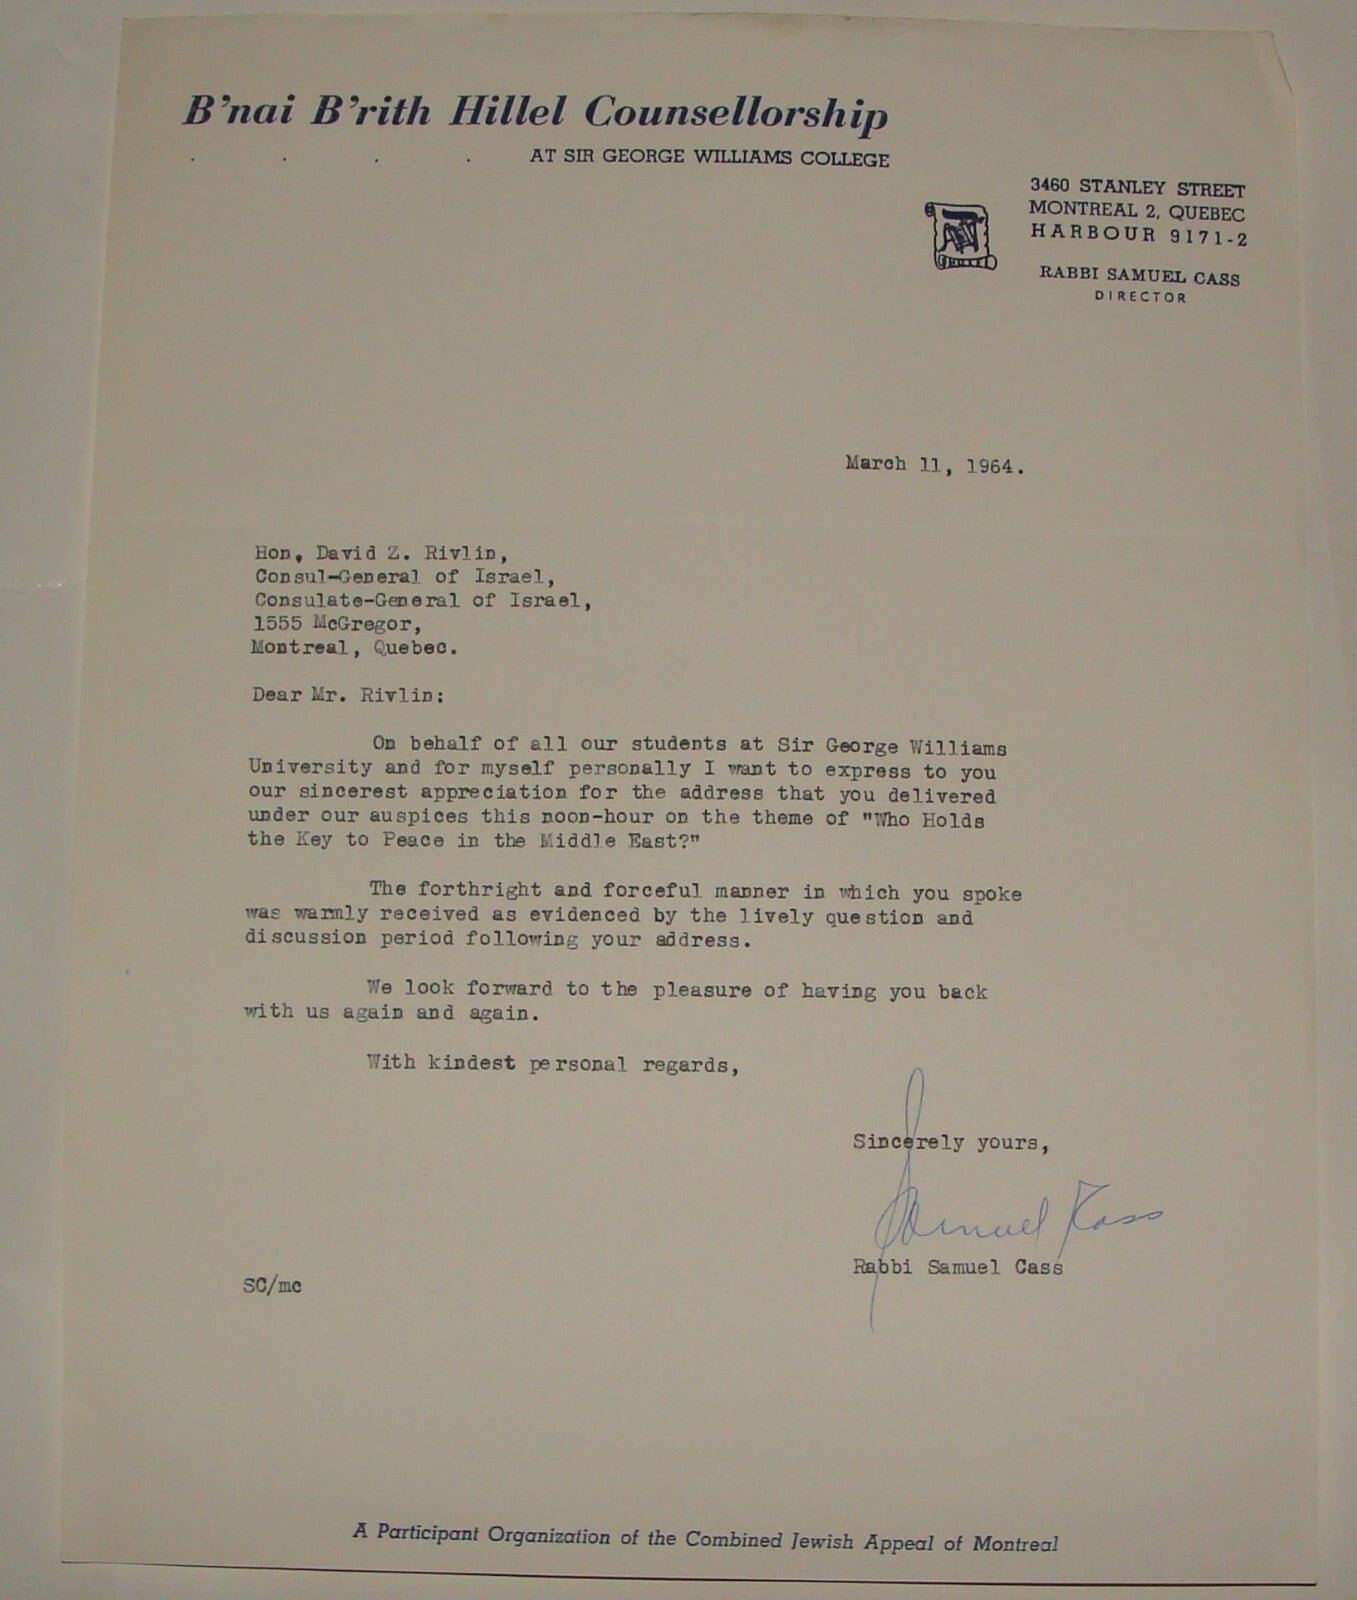 B'nai B'rith Hillel Counsellorship
. . . . AT SIR GEORGE WILLIAMS COLLEGE
3460 STANLEY STREET
MONTREAL 2, QUEBEC
HARBOUR 9171-2
RABBI SAMUEL CASS
DIRECTOR
HILLEL
March 11, 1964.
Hon, David Z. Rivlin,
Consul-General of Israel,
Consulate-General of Israel,
1555 McGregor,
Montreal, Quebec.
Dear Mr. Rivlin:
On behalf of all our students at Sir George Williams
University and for myself personally I want to express to you
our sincerest appreciation for the address that you delivered
under our auspices this noon-hour on the theme of "Who Holds
the Key to Peace in the Middle East?"
The forthright and forceful manner in which you spoke
was warmly received as evidenced by the lively question and
discussion period following your address.
We look forward to the pleasure of having you back
with us again and again.
With kindest personal regards,
Sincerely yours,
Samuel Cass
Rabbi Samuel Cass
SC/mc
A Participant Organization of the Combined Jewish Appeal of Montreal